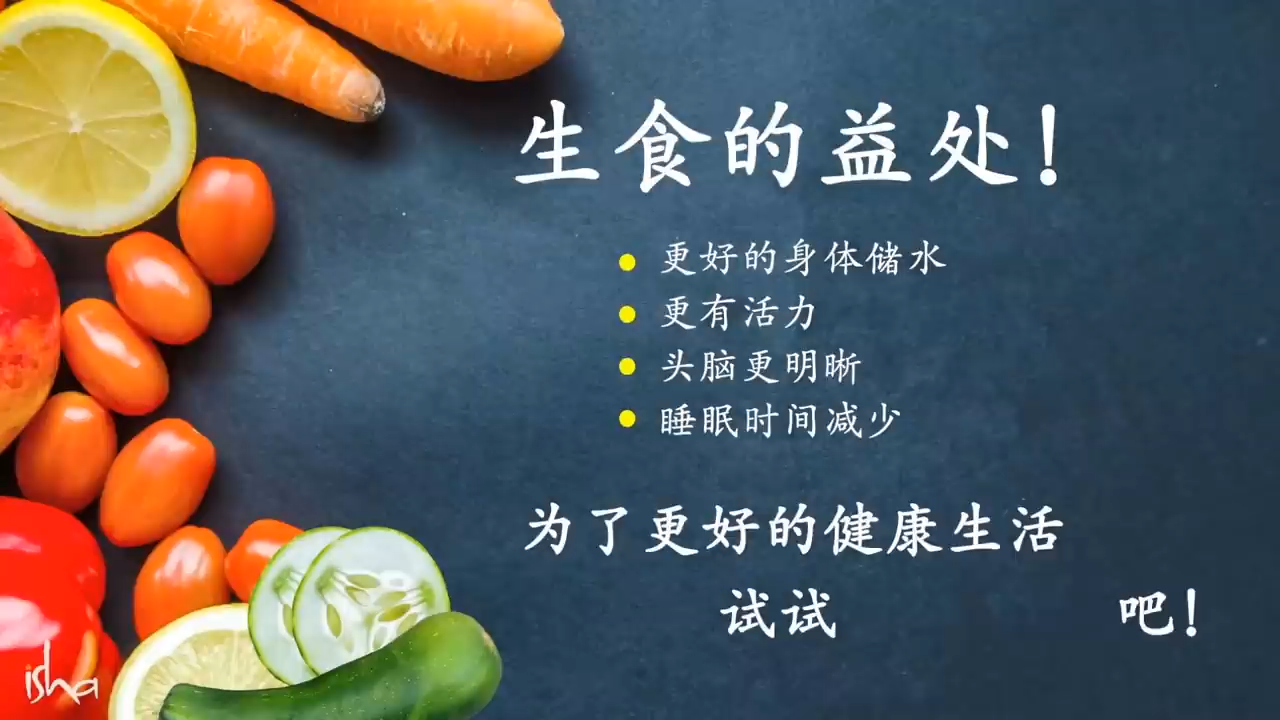 生食的益处!
更好的身体储水
更有活力
头脑更明晰
睡眠时间减少
为了更好的健康生活
试试 吧!
isha